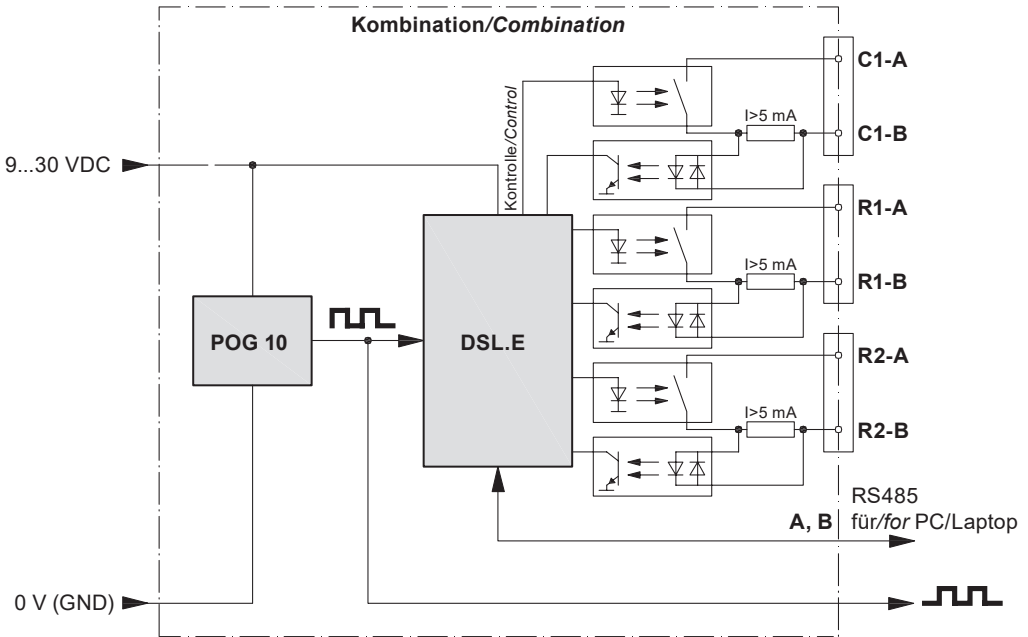 Kombination/Combination
C1-A
I>5 mA
C1-B
Kontrolle/Control
9...30 VDC
R1-A
I>5 mA
R1-B
POG 10
DSL.E
R2-A
I>5 mA
R2-B
RS485
A, B für/for PC/Laptop
0 V (GND)